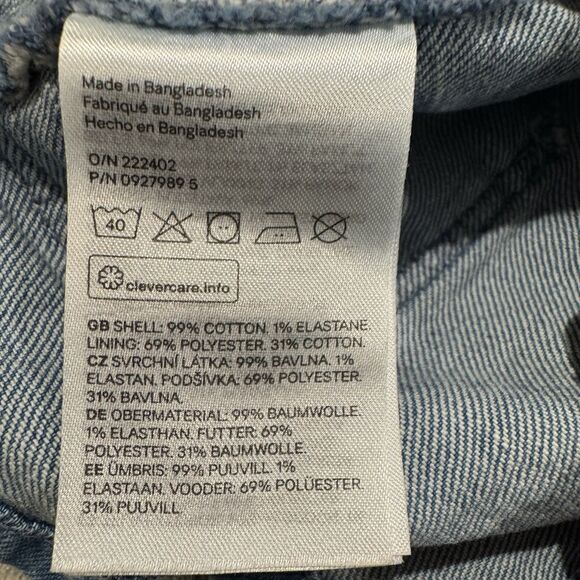 Made in Bangladesh
Fabriqué au Bangladesh
Hecho en Bangladesh
O/N 222402
P/N 0927989 5
40
clevercare.info
GB SHELL: 99% COTTON. 1% ELASTANE
LINING: 69% POLYESTER. 31% COTTON.
CZ SVRCHNÍ LÁTKA: 99% BAVLNA. 1%
ELASTAN. PODŠÍVKA: 69% POLYESTER.
31% BAVLNA.
DE OBERMATERIAL: 99% BAUMWOLLE.
1% ELASTHAN. FUTTER: 69%
POLYESTER. 31% BAUMWOLLE.
EE ÜMBRIS: 99% PUUVILL. 1%
ELASTAAN. VOODER: 69% POLÜESTER.
31% PUUVILL